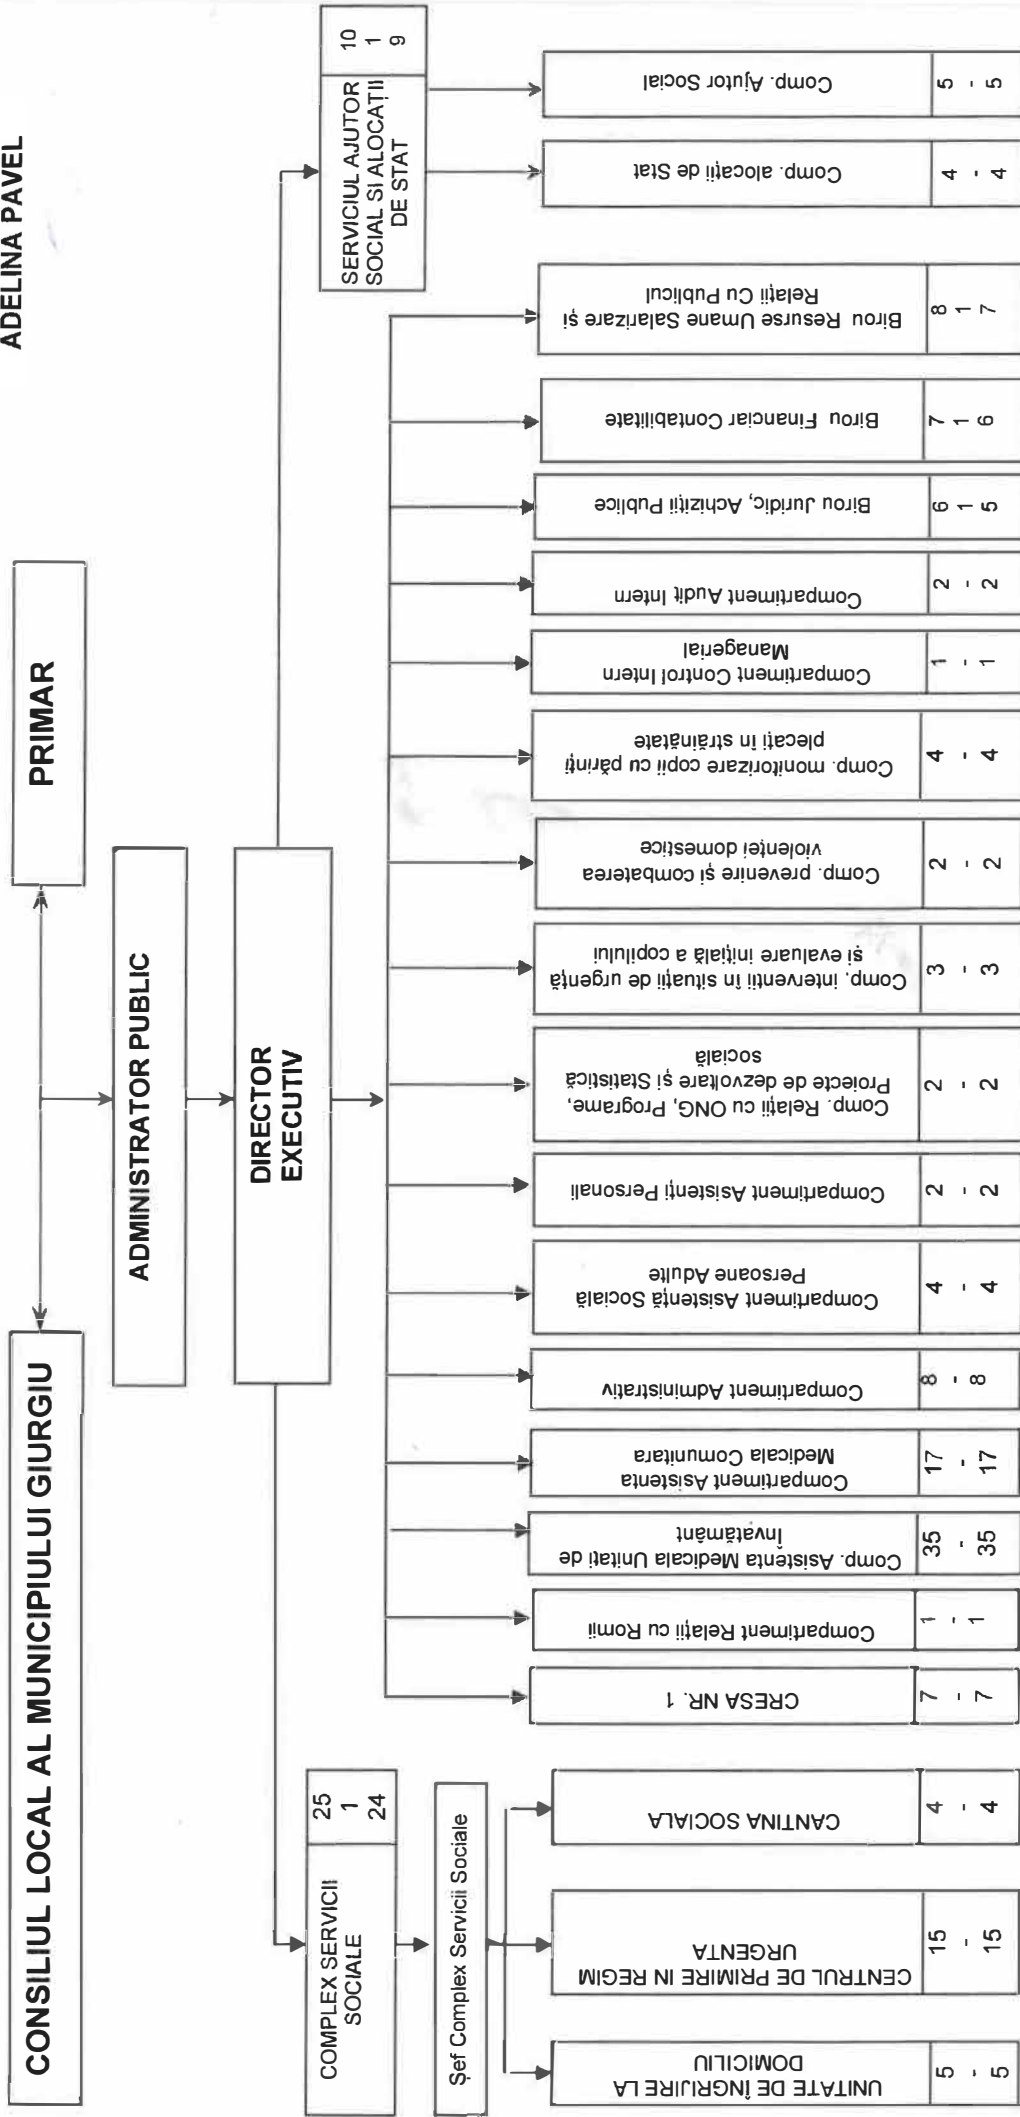 ADELINA PAVEL
CONSILIUL LOCAL AL MUNICIPIULUI GIURGIU
PRIMAR
ADMINISTRATOR PUBLIC
DIRECTOR
EXECUTIV
COMPLEX SERVICII
SOCIALE
25
1
24
Șef Complex Servicii Sociale
SERVICIUL AJUTOR
SOCIAL SI ALOCAȚII
DE STAT
10
1
9
UNITATE DE ÎNGRIJIRE LA
DOMICILIU
5
-
5
CENTRUL DE PRIMIRE IN REGIM
URGENTA
15
-
15
CANTINA SOCIALA
4
-
4
CRESA NR. 1
7
-
7
Compartiment Relații cu Romii
1
-
1
Comp. Asistenta Medicala Unitati de
Învatământ
35
-
35
Compartiment Asistenta
Medicala Comunitara
17
-
17
Compartiment Administrativ
8
-
8
Compartiment Asistență Socială
Persoane Adulte
4
-
4
Compartiment Asistenți Personali
2
-
2
Comp. Relații cu ONG, Programe,
Proiecte de dezvoltare și Statistică
socială
2
-
2
Comp. interventii în situații de urgență
și evaluare inițială a copilului
3
-
3
Comp. prevenire și combaterea
violenței domestice
2
-
2
Comp. monitorizare copii cu părinți
plecați în străinătate
4
-
4
Compartiment Control Intern
Managerial
1
-
1
Compartiment Audit Intern
2
-
2
Birou Juridic, Achiziții Publice
6
1
5
Birou Financiar Contabilitate
7
1
6
Birou Resurse Umane Salarizare și
Relații Cu Publicul
8
1
7
Comp. alocații de Stat
4
-
4
Comp. Ajutor Social
5
-
5